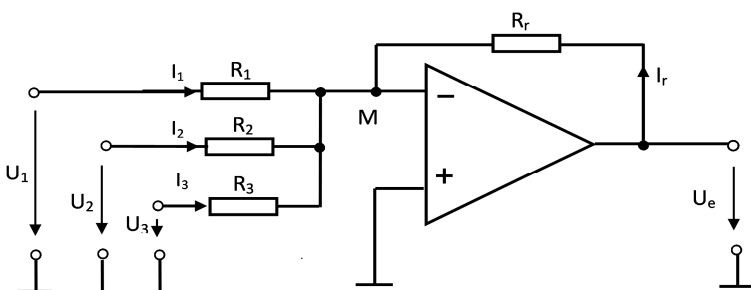 Rᵣ
I₁
R₁
Iᵣ
M
−
I₂
R₂
+
I₃
R₃
U₁
U₂
U₃
Uₑ